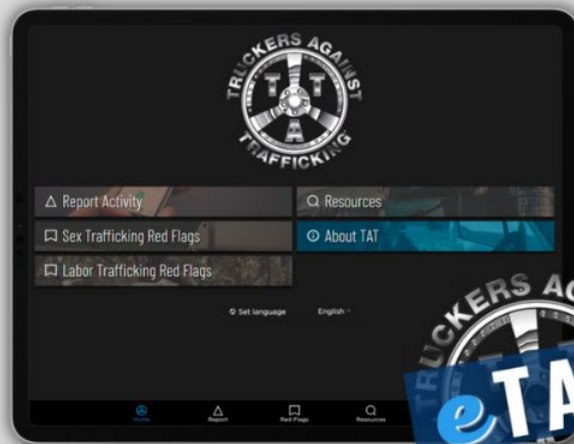 TRUCKERS AGAINST
T T
A
TRAFFICKING
Report Activity
Resources
Sex Trafficking Red Flags
About TAT
Labor Trafficking Red Flags
Set language
English
Home
Report
Red Flags
Resources
eTA